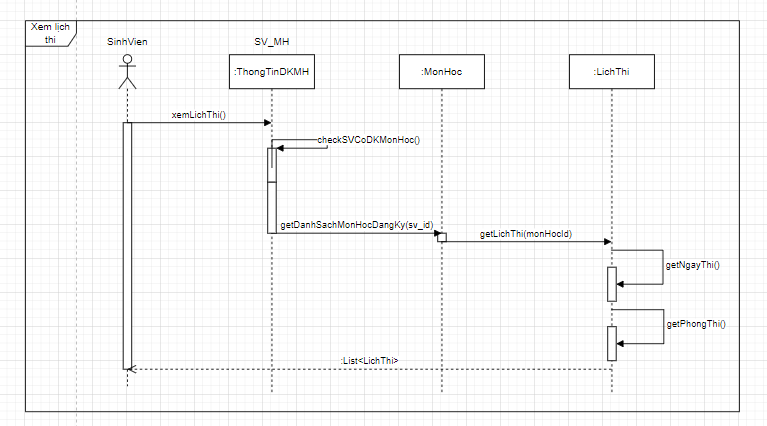 Xem lịch
thi
SinhVien
SV_MH
:ThongTinDKMH
:MonHoc
:LichThi
xemLichThi()
checkSVCoDKMonHoc()
getDanhSachMonHocDangKy(sv_id)
getLichThi(monHocId)
getNgayThi()
getPhongThi()
:List<LichThi>